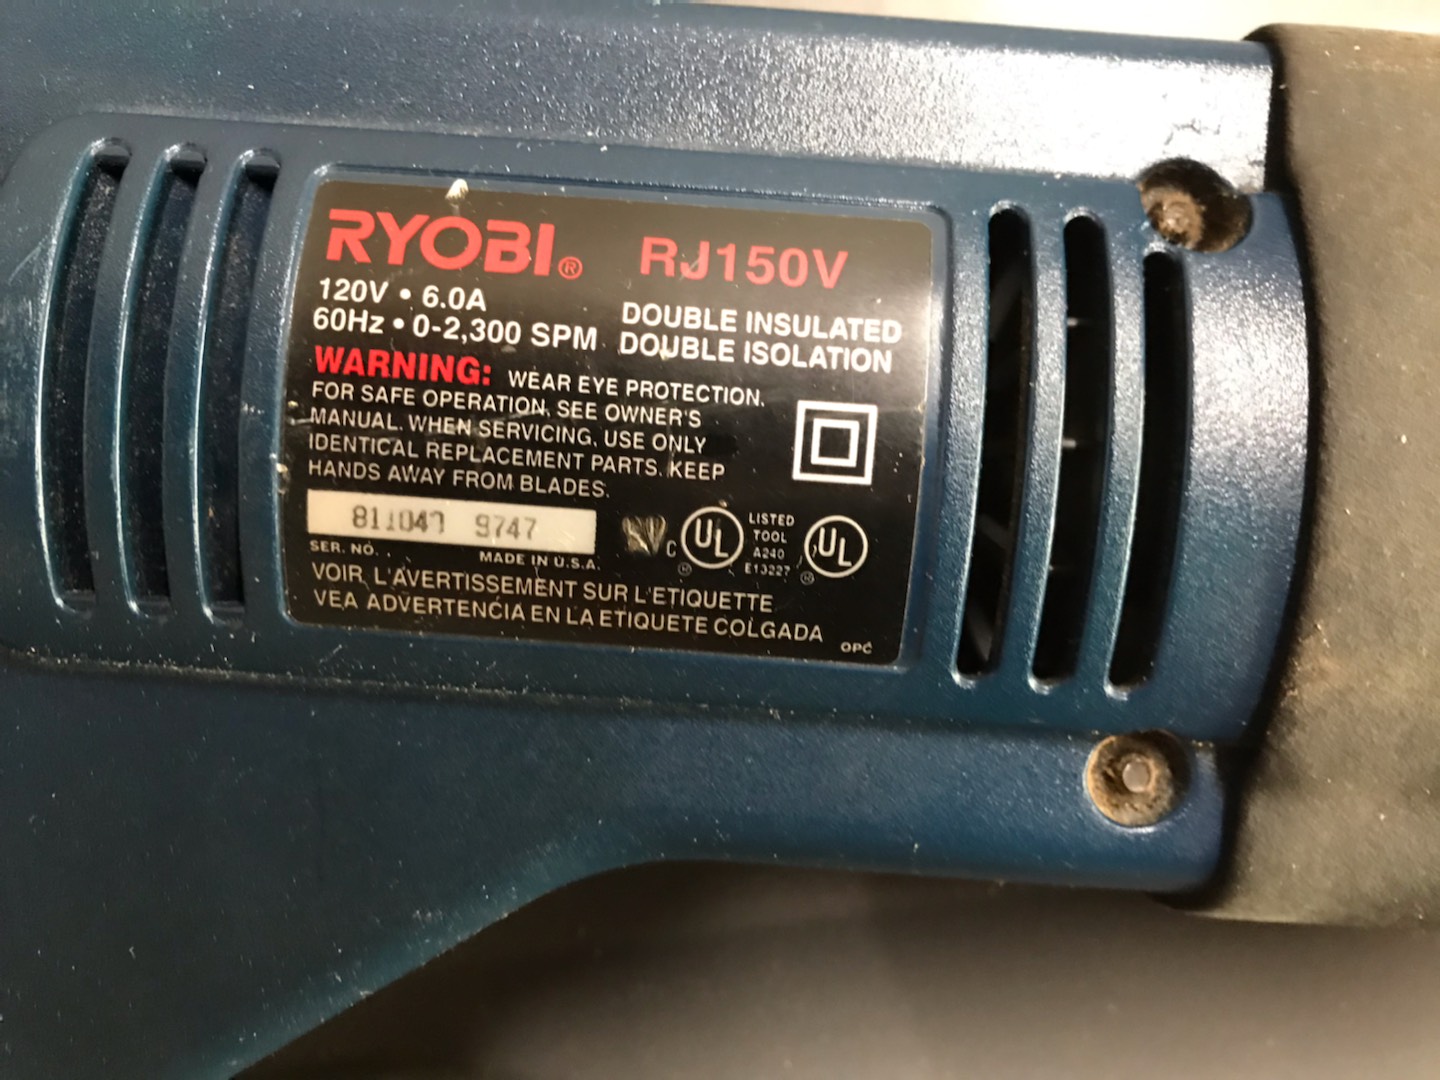 RYOBI® RJ150V
120V • 6.0A
60Hz • 0-2,300 SPM
DOUBLE INSULATED
DOUBLE ISOLATION
WARNING: WEAR EYE PROTECTION.
FOR SAFE OPERATION, SEE OWNER'S
MANUAL. WHEN SERVICING, USE ONLY
IDENTICAL REPLACEMENT PARTS. KEEP
HANDS AWAY FROM BLADES.
811047 9747
SER. NO.
MADE IN U.S.A.
C UL ®
LISTED
TOOL
A240
E13227
UL ®
VOIR L'AVERTISSEMENT SUR L'ETIQUETTE
VEA ADVERTENCIA EN LA ETIQUETE COLGADA
OPC